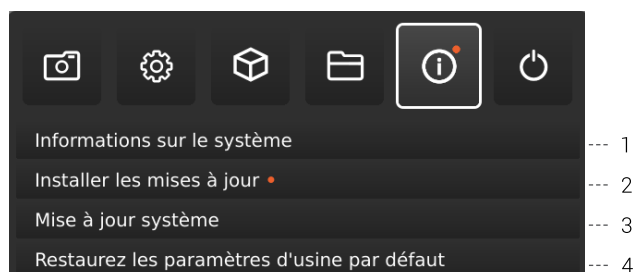 Informations sur le système --- 1
Installer les mises à jour • --- 2
Mise à jour système --- 3
Restaurez les paramètres d'usine par défaut --- 4